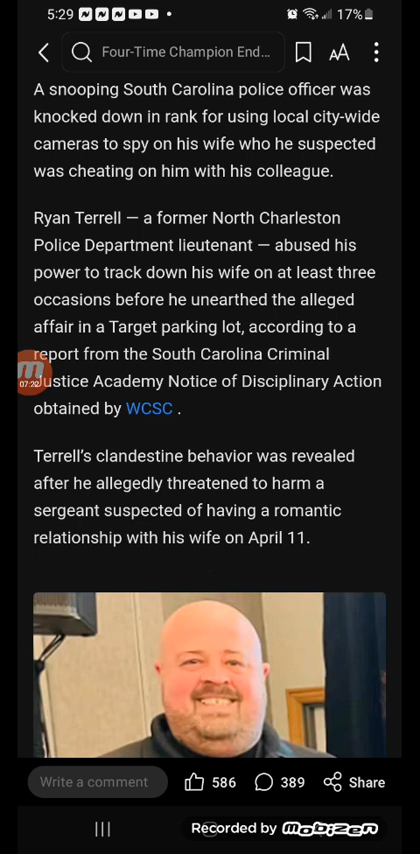 5:29
17%
Four-Time Champion End...
AA
A snooping South Carolina police officer was
knocked down in rank for using local city-wide
cameras to spy on his wife who he suspected
was cheating on him with his colleague.
Ryan Terrell — a former North Charleston
Police Department lieutenant — abused his
power to track down his wife on at least three
occasions before he unearthed the alleged
affair in a Target parking lot, according to a
report from the South Carolina Criminal
07:20
Justice Academy Notice of Disciplinary Action
obtained by WCSC .
Terrell's clandestine behavior was revealed
after he allegedly threatened to harm a
sergeant suspected of having a romantic
relationship with his wife on April 11.
Write a comment
586
389
Share
Recorded by mobizen